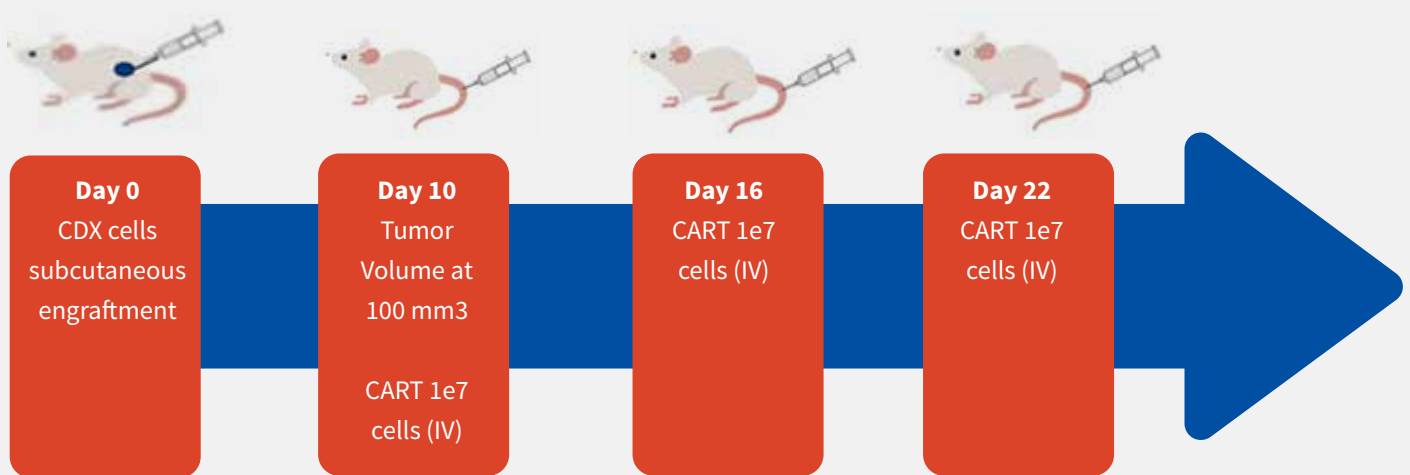 Day 0
CDX cells
subcutaneous
engraftment
Day 10
Tumor
Volume at
100 mm3
CART 1e7
cells (IV)
Day 16
CART 1e7
cells (IV)
Day 22
CART 1e7
cells (IV)